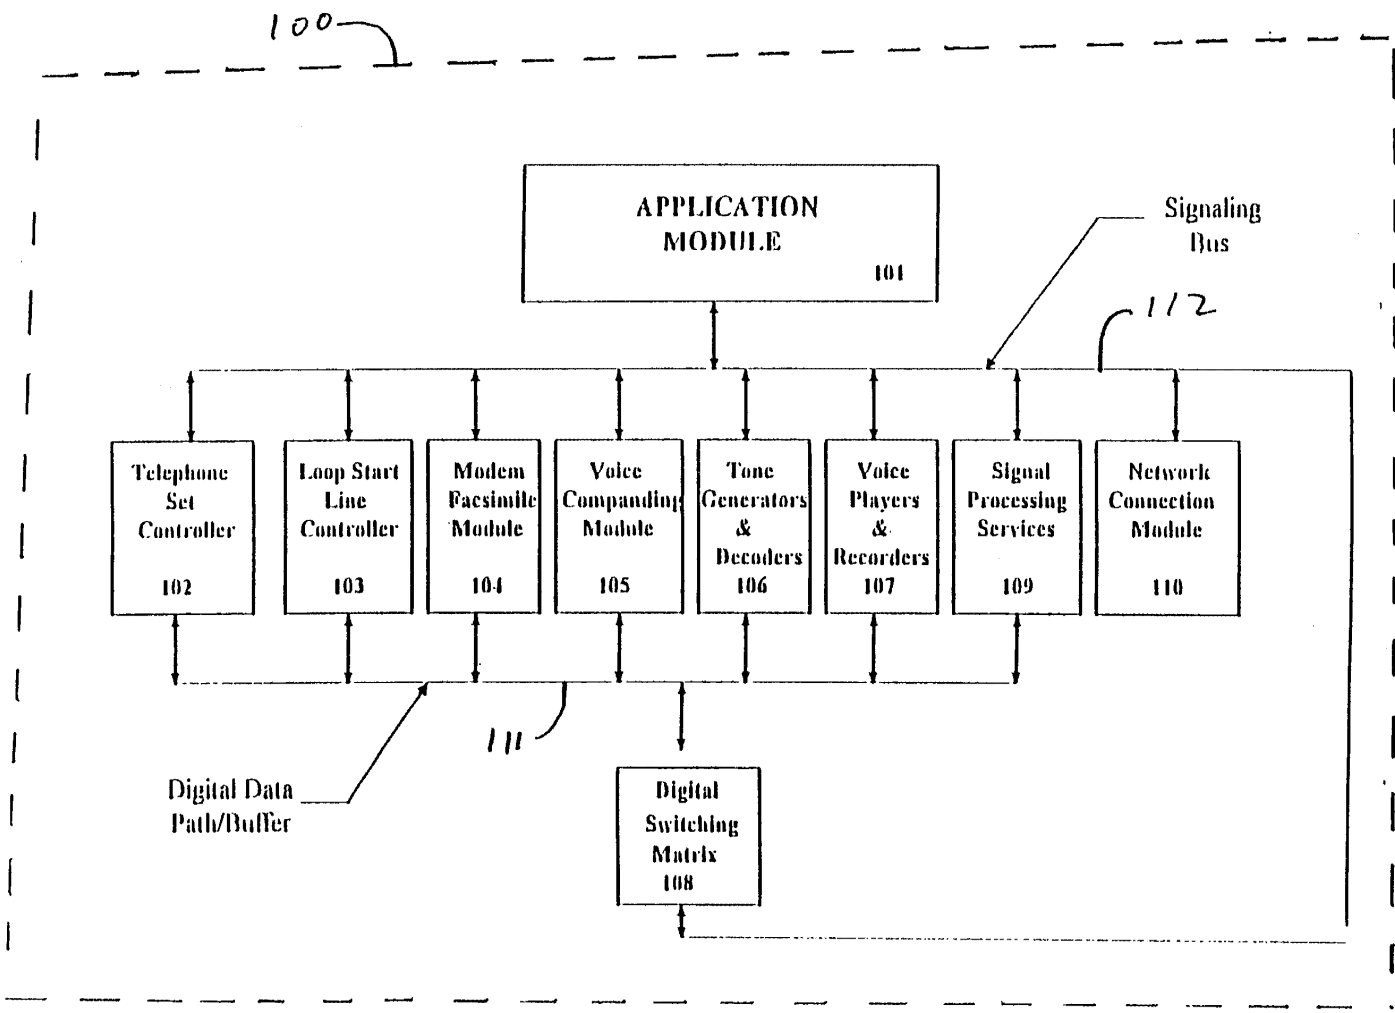 100
APPLICATION
MODULE
101
Signaling
Bus
112
Telephone
Set
Controller
102
Loop Start
Line
Controller
103
Modem
Facsimile
Module
104
Voice
Companding
Module
105
Tone
Generators
&
Decoders
106
Voice
Players
&
Recorders
107
Signal
Processing
Services
109
Network
Connection
Module
110
111
Digital Data
Path/Buffer
Digital
Switching
Matrix
108